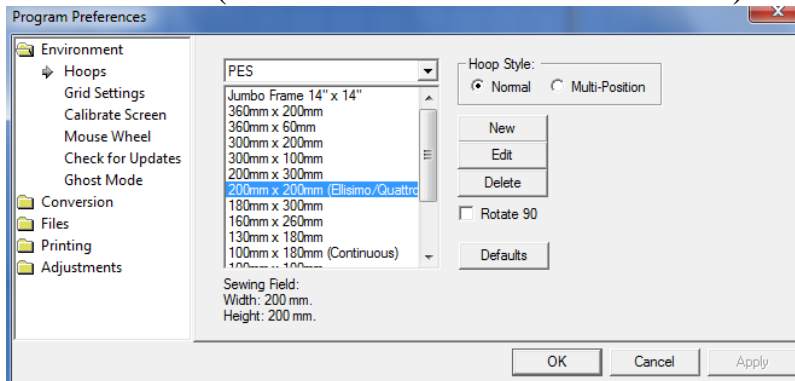 Program Preferences
Environment
Hoops
Grid Settings
Calibrate Screen
Mouse Wheel
Check for Updates
Ghost Mode
Conversion
Files
Printing
Adjustments
PES
Jumbo Frame 14" x 14"
360mm x 200mm
360mm x 60mm
300mm x 200mm
300mm x 100mm
200mm x 300mm
200mm x 200mm (Ellisimo/Quattro
180mm x 300mm
160mm x 260mm
130mm x 180mm
100mm x 180mm (Continuous)
Sewing Field:
Width: 200 mm.
Height: 200 mm.
Hoop Style:
Normal Multi-Position
New
Edit
Delete
Rotate 90
Defaults
OK Cancel Apply